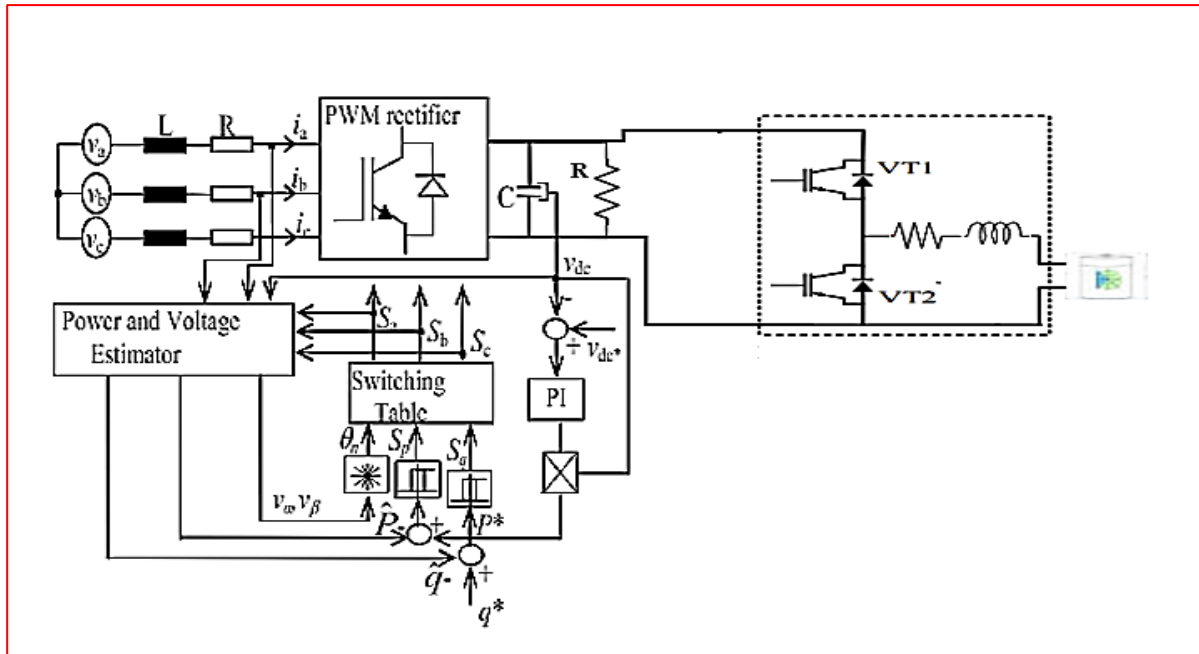 L R i_a PWM rectifier
v_a
v_b i_b
v_c i_c
C R
VT1
VT2
v_dc
-
÷ v_dc*
PI
Power and Voltage
Estimator
S_a
S_b
S_c
Switching
Table
θ_n S_p S_q
v_α, v_β
P̂ - + P*
q̂ - +
q*